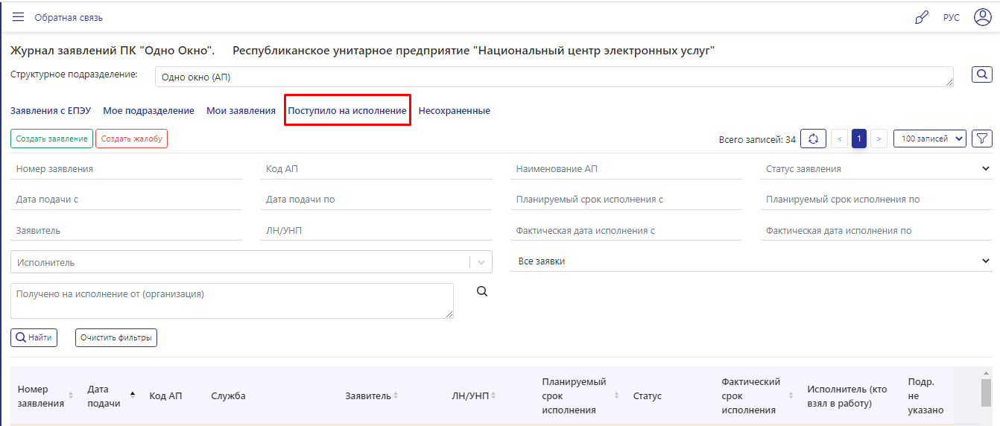 Обратная связь
РУС
Журнал заявлений ПК "Одно Окно". Республиканское унитарное предприятие "Национальный центр электронных услуг"
Структурное подразделение:
Одно окно (АП)
Заявления с ЕПЭУ Мое подразделение Мои заявления Поступило на исполнение Несохраненные
Создать заявление Создать жалобу Всего записей: 34 < 1 > 100 записей
Номер заявления Код АП Наименование АП Статус заявления
Дата подачи с Дата подачи по Планируемый срок исполнения с Планируемый срок исполнения по
Заявитель ЛН/УНП Фактическая дата исполнения с Фактическая дата исполнения по
Исполнитель Все заявки
Получено на исполнение от (организация)
Найти Очистить фильтры
Номер
заявления
Дата
подачи
Код АП
Служба
Заявитель
ЛН/УНП
Планируемый
срок
исполнения
Статус
Фактический
срок
исполнения
Исполнитель (кто
взял в работу)
Подр.
не
указано